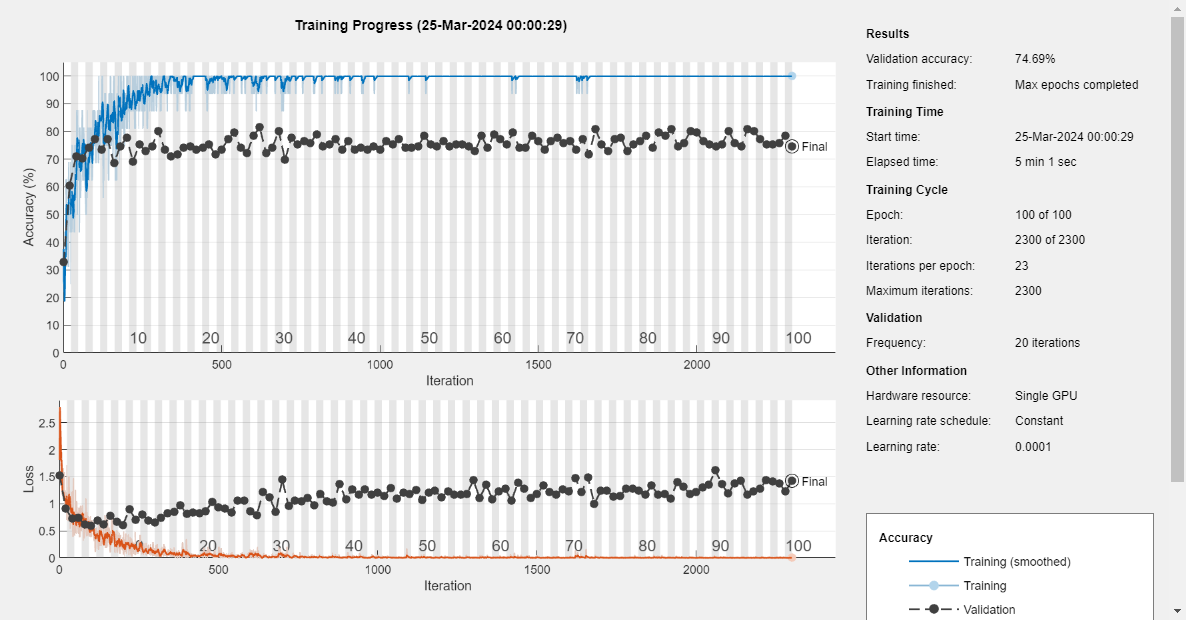 Training Progress (25-Mar-2024 00:00:29)
100
90
80
70
60
50
40
30
20
10
0
Accuracy (%)
Final
10 20 30 40 50 60 70 80 90 100
0 500 1000 1500 2000
Iteration
2.5
2
1.5
1
0.5
0
Loss
Final
20 30 40 50 60 70 80 90 100
0 500 1000 1500 2000
Iteration
Results
Validation accuracy: 74.69%
Training finished: Max epochs completed
Training Time
Start time: 25-Mar-2024 00:00:29
Elapsed time: 5 min 1 sec
Training Cycle
Epoch: 100 of 100
Iteration: 2300 of 2300
Iterations per epoch: 23
Maximum iterations: 2300
Validation
Frequency: 20 iterations
Other Information
Hardware resource: Single GPU
Learning rate schedule: Constant
Learning rate: 0.0001
Accuracy
Training (smoothed)
Training
Validation